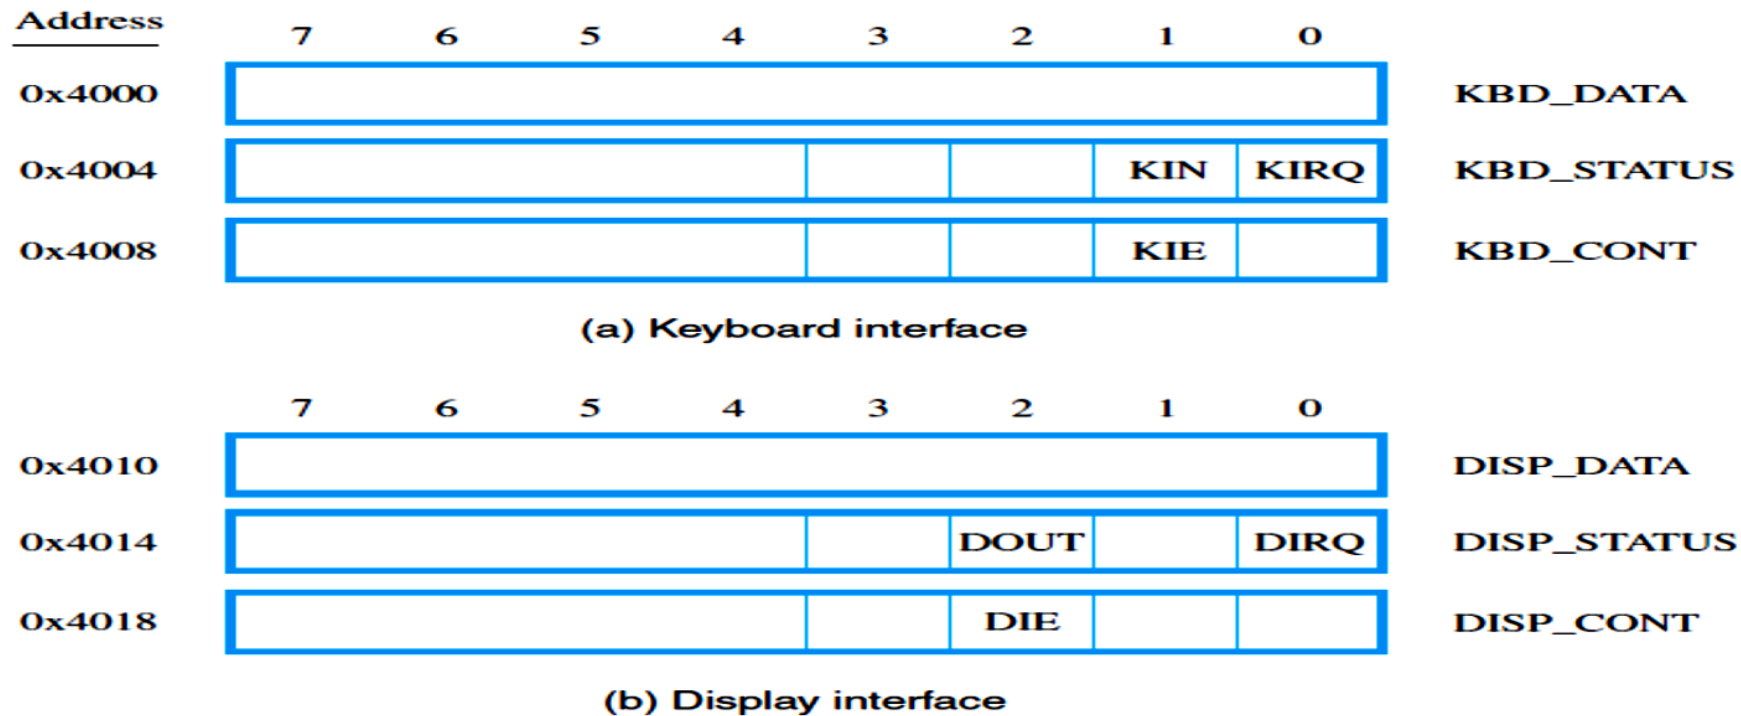 Address
7 6 5 4 3 2 1 0
0x4000 KBD_DATA
0x4004 KIN KIRQ KBD_STATUS
0x4008 KIE KBD_CONT
(a) Keyboard interface
7 6 5 4 3 2 1 0
0x4010 DISP_DATA
0x4014 DOUT DIRQ DISP_STATUS
0x4018 DIE DISP_CONT
(b) Display interface